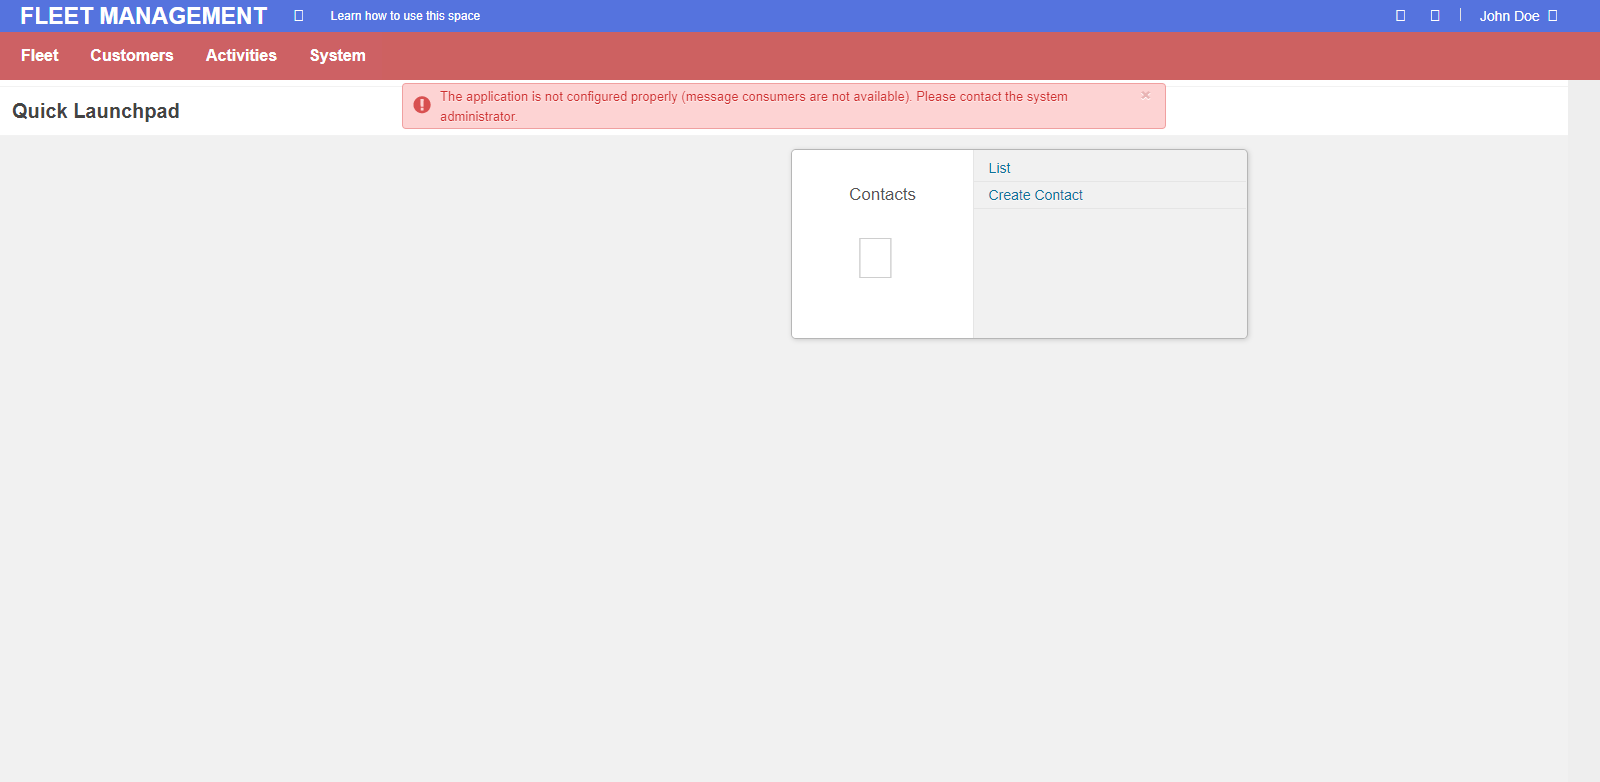 FLEET MANAGEMENT
Learn how to use this space
John Doe
Fleet
Customers
Activities
System
Quick Launchpad
The application is not configured properly (message consumers are not available). Please contact the system
administrator.
×
Contacts
List
Create Contact